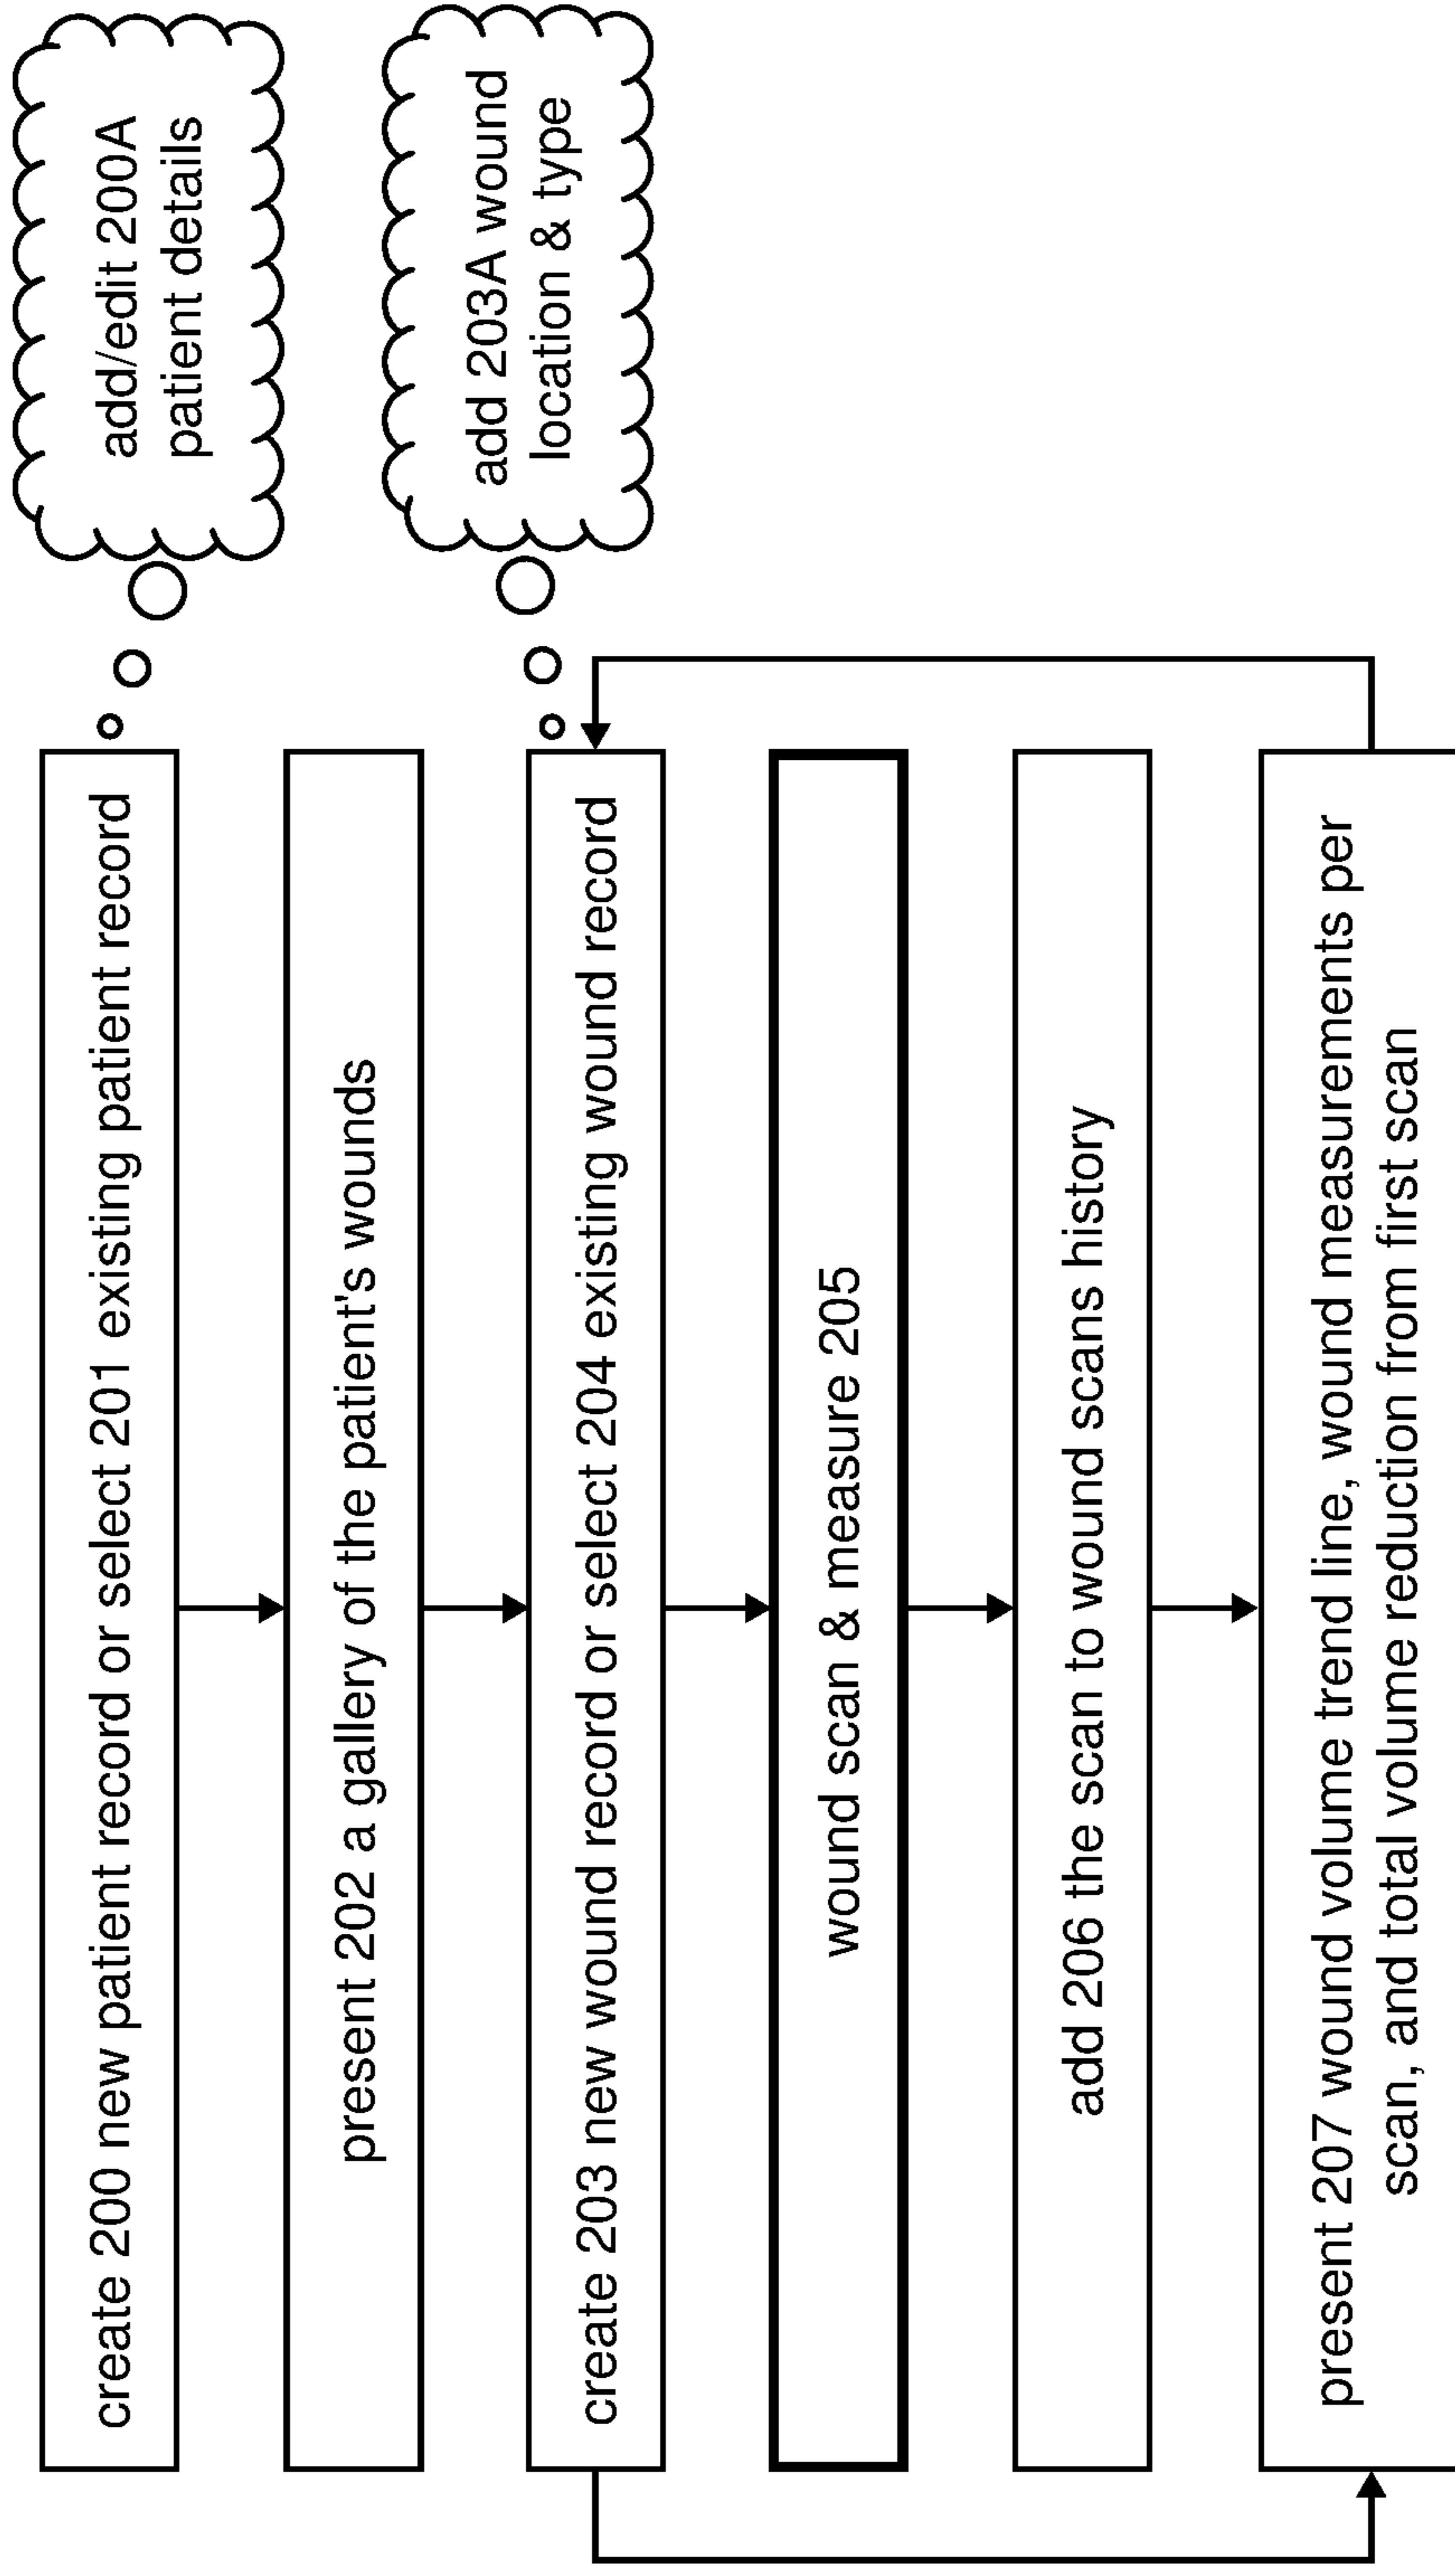 create 200 new patient record or select 201 existing patient record
add/edit 200A
patient details
present 202 a gallery of the patient's wounds
create 203 new wound record or select 204 existing wound record
add 203A wound
location & type
wound scan & measure 205
add 206 the scan to wound scans history
present 207 wound volume trend line, wound measurements per
scan, and total volume reduction from first scan